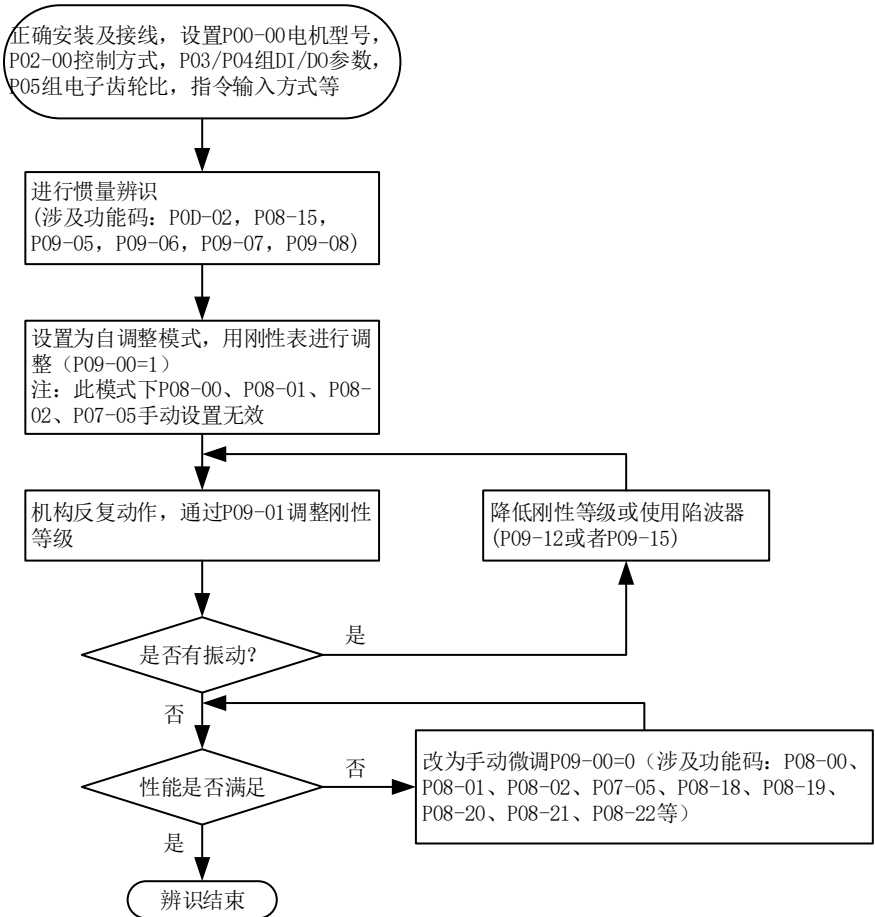 正确安装及接线，设置P00-00电机型号，
P02-00控制方式，P03/P04组DI/DO参数，
P05组电子齿轮比，指令输入方式等
进行惯量辨识
(涉及功能码：P0D-02，P08-15，
P09-05，P09-06，P09-07，P09-08)
设置为自调整模式，用刚性表进行调
整（P09-00=1）
注：此模式下P08-00、P08-01、P08-
02、P07-05手动设置无效
机构反复动作，通过P09-01调整刚性
等级
降低刚性等级或使用陷波器
(P09-12或者P09-15)
是否有振动？
是
否
性能是否满足
否
改为手动微调P09-00=0（涉及功能码：P08-00、
P08-01、P08-02、P07-05、P08-18、P08-19、
P08-20、P08-21、P08-22等）
是
辨识结束